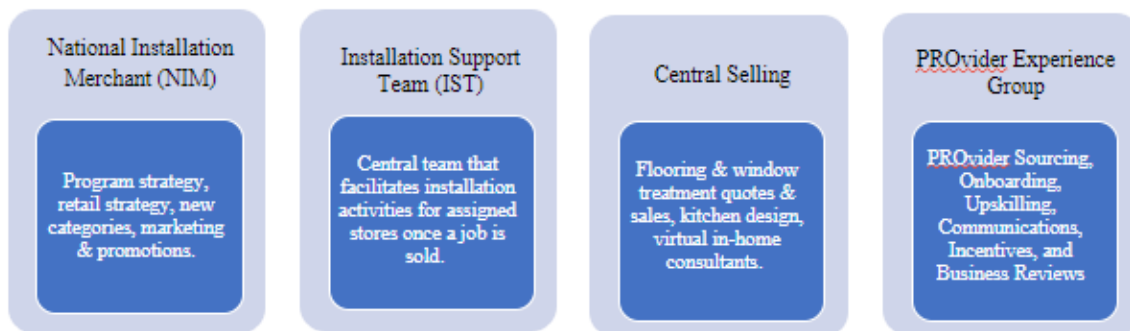 National Installation
Merchant (NIM)
Program strategy,
retail strategy, new
categories, marketing
& promotions.
Installation Support
Team (IST)
Central team that
facilitates installation
activities for assigned
stores once a job is
sold.
Central Selling
Flooring & window
treatment quotes &
sales, kitchen design,
virtual in-home
consultants.
PROvider Experience
Group
PROvider Sourcing,
Onboarding,
Upskilling,
Communications,
Incentives, and
Business Reviews